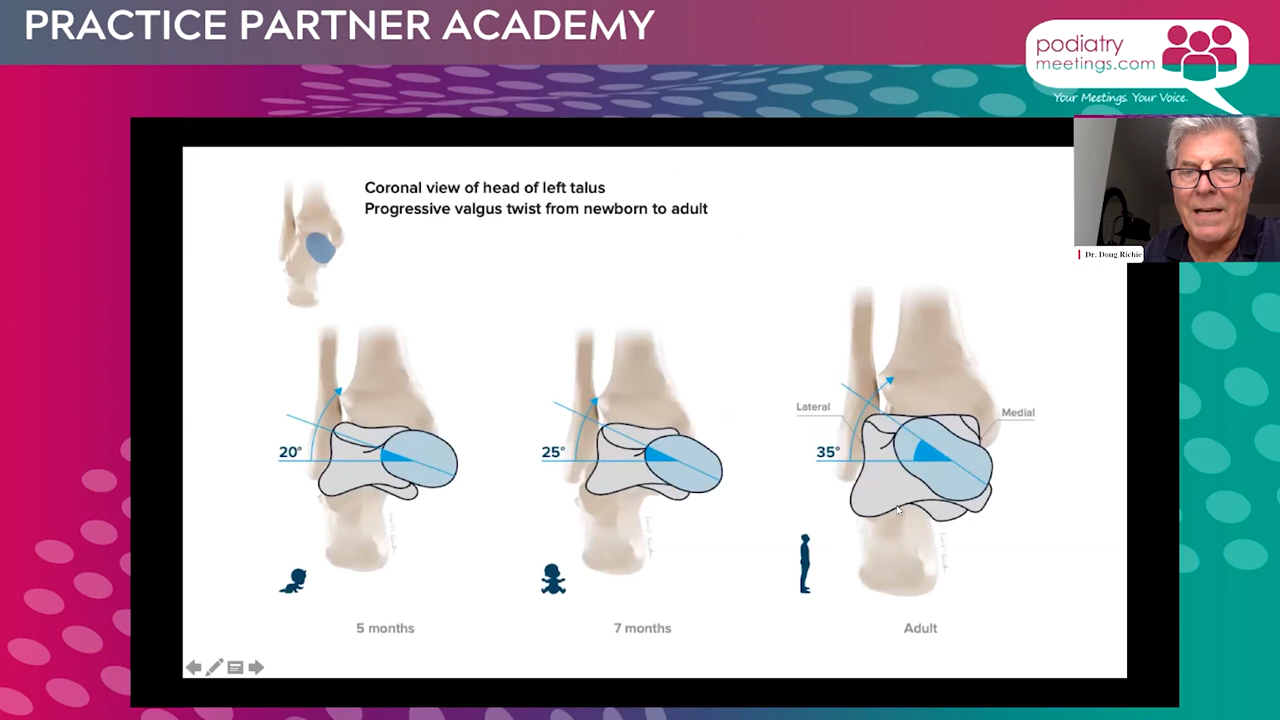 PRACTICE PARTNER ACADEMY
podiatry
meetings.com
Your Meetings. Your Voice.
Dr. Doug Richie
Coronal view of head of left talus
Progressive valgus twist from newborn to adult
20°
25°
35°
Lateral
Medial
5 months
7 months
Adult